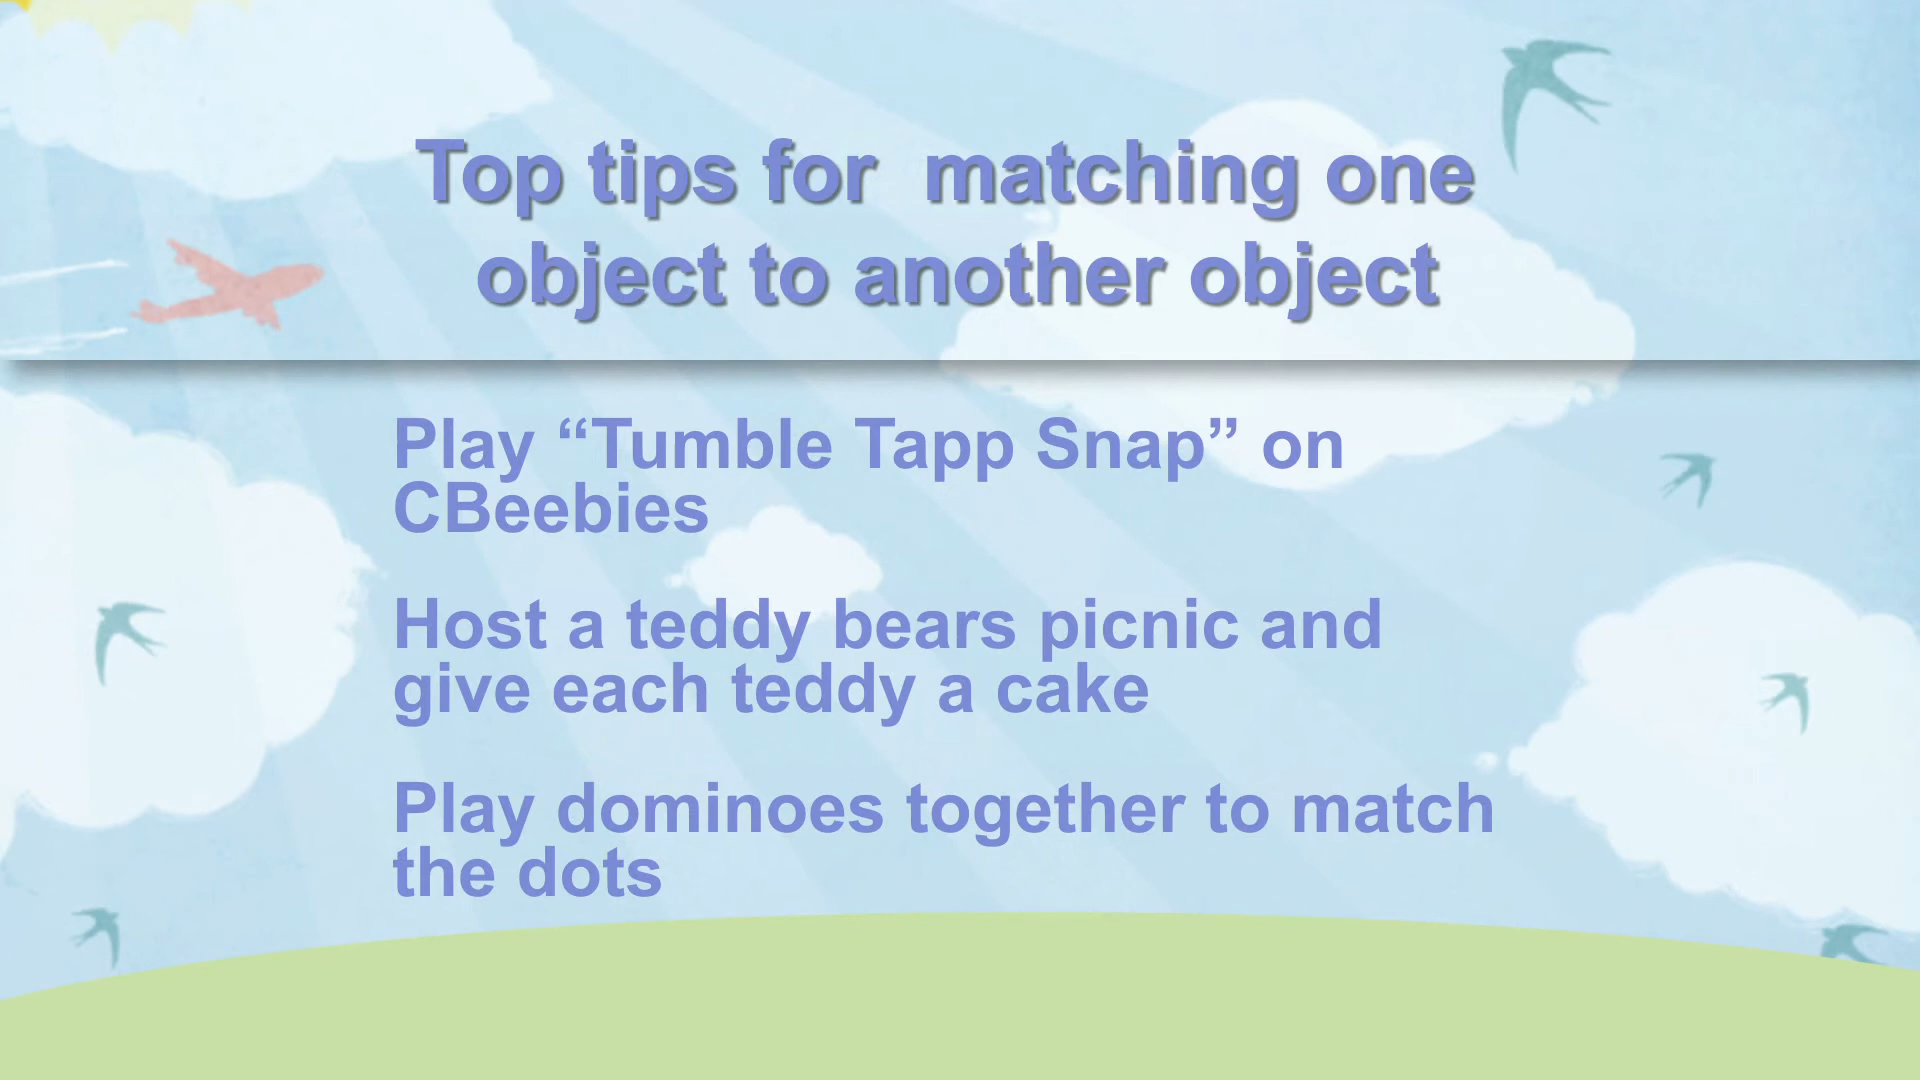 Top tips for  matching one
object to another object
Play “Tumble Tapp Snap” on
CBeebies
Host a teddy bears picnic and
give each teddy a cake
Play dominoes together to match
the dots